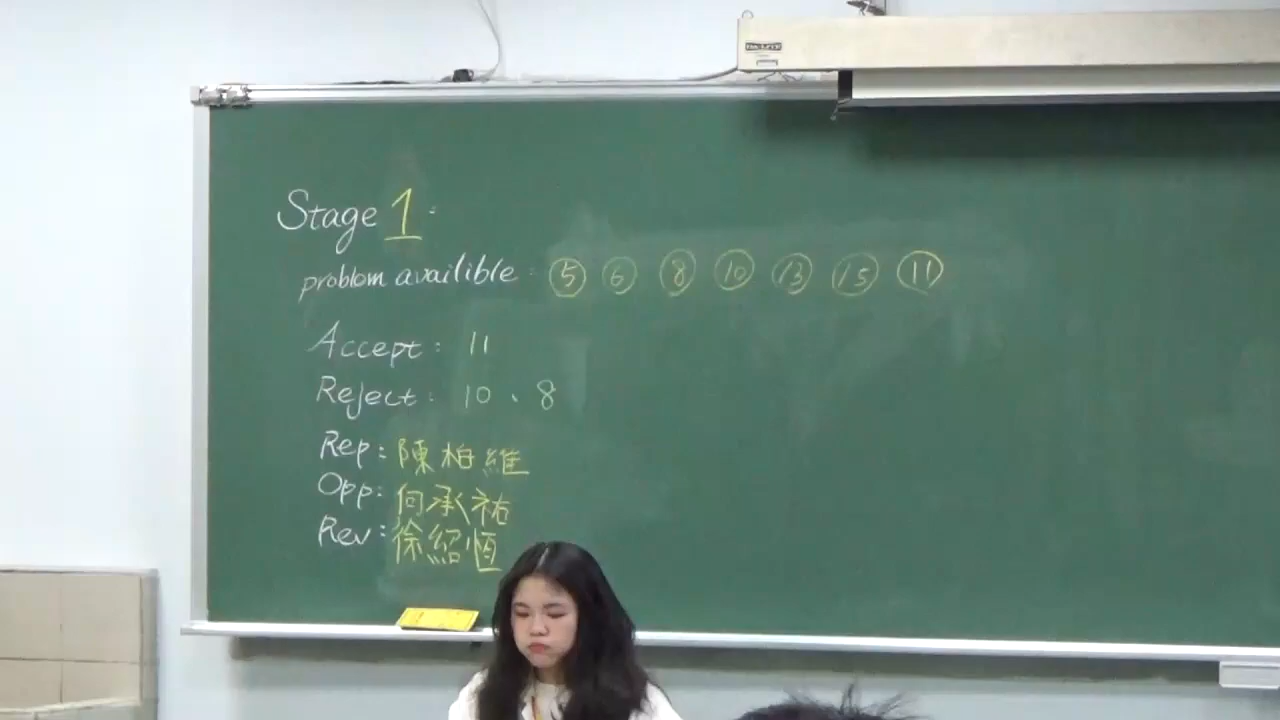 Stage 1:
problem availible: ⑤ ⑥ ⑧ ⑩ ⑬ ⑮ ⑪
Accept: 11
Reject: 10、8
Rep: 陳柏維
Opp: 何承祐
Rev: 徐紹恆